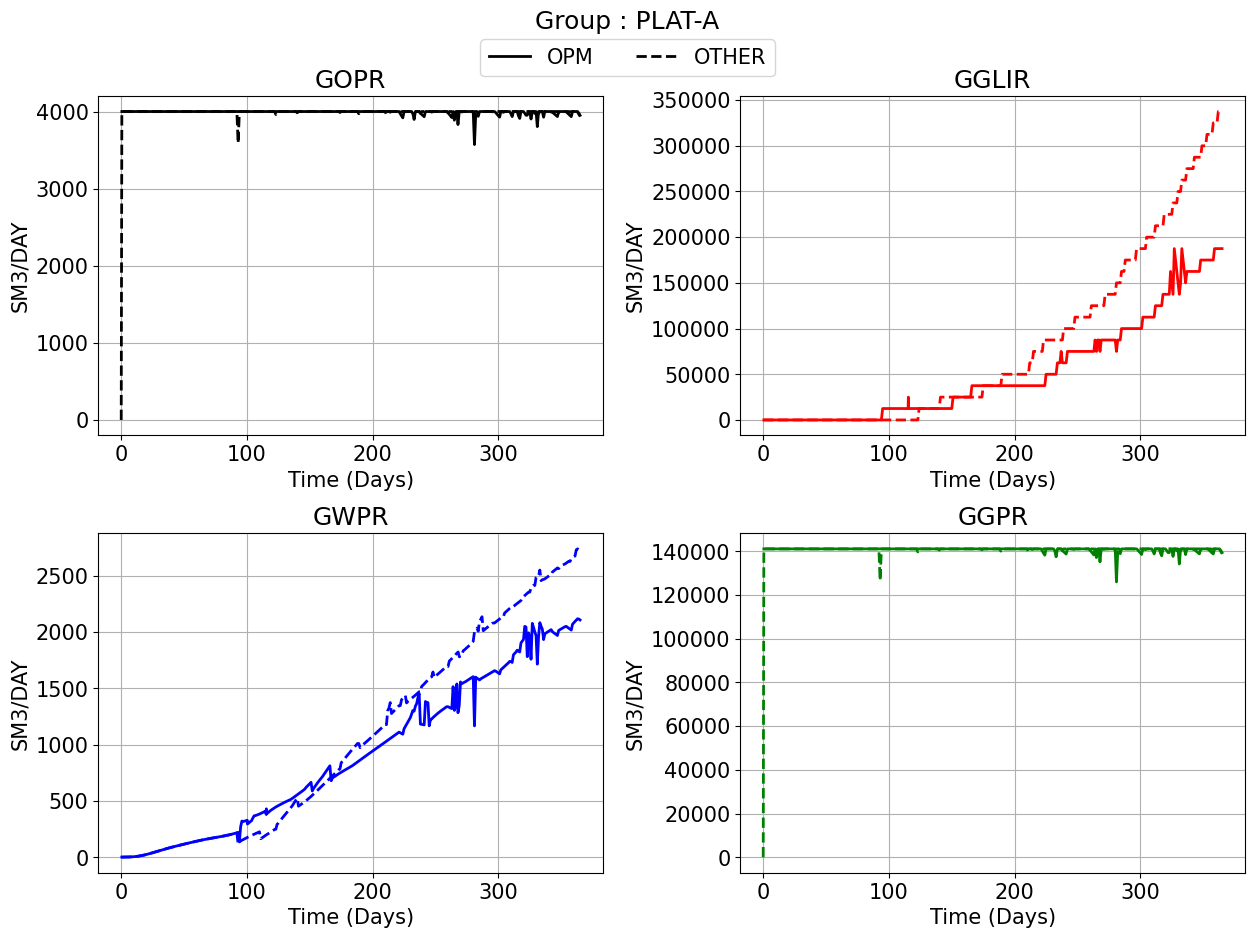 Group : PLAT-A
OPM OTHER
GOPR
4000
3000
2000
1000
0
SM3/DAY
0 100 200 300
Time (Days)
GGLIR
350000
300000
250000
200000
150000
100000
50000
0
SM3/DAY
0 100 200 300
Time (Days)
GWPR
2500
2000
1500
1000
500
0
SM3/DAY
0 100 200 300
Time (Days)
GGPR
140000
120000
100000
80000
60000
40000
20000
0
SM3/DAY
0 100 200 300
Time (Days)